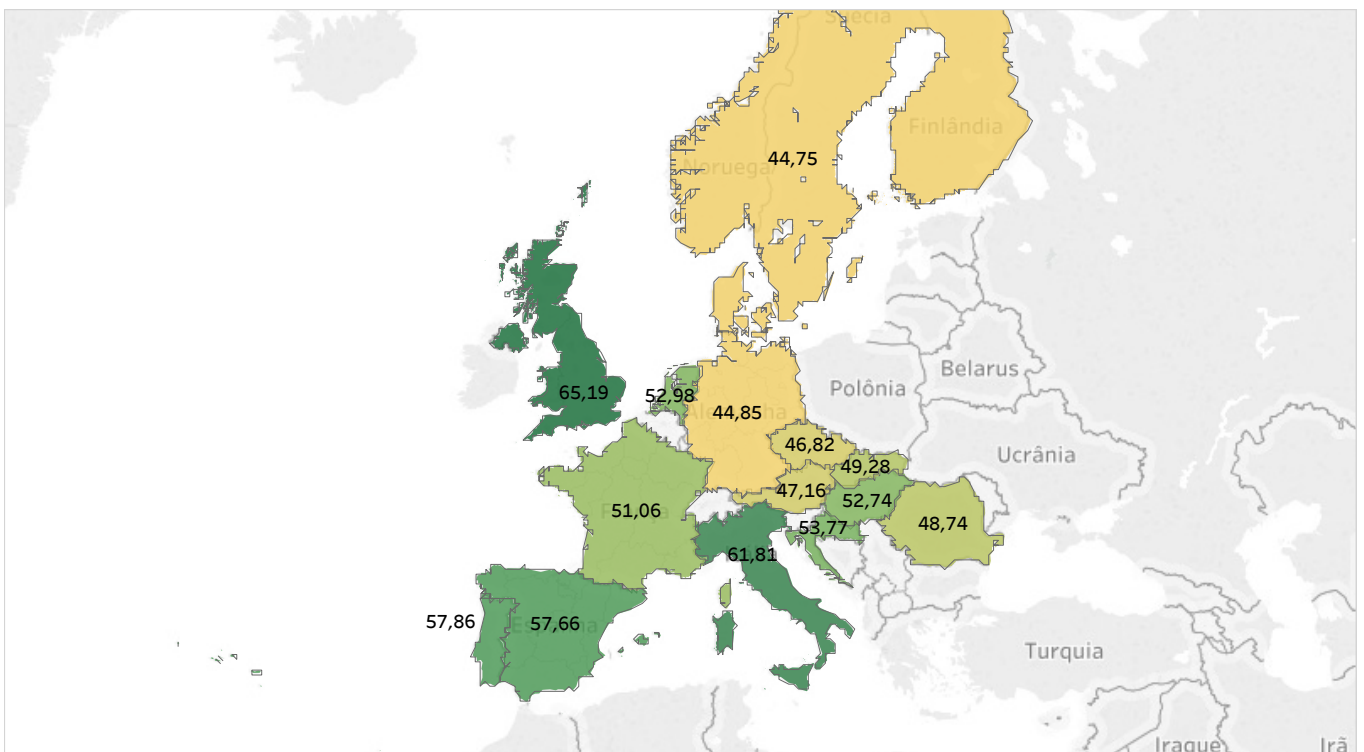 Suécia
Finlândia
44,75
Noruega
Belarus
Polônia
65,19
52,98
Alemanha
44,85
46,82
Ucrânia
49,28
47,16
52,74
51,06
53,77
48,74
61,81
57,86
57,66
Espanha
Turquia
Iraque
Irã